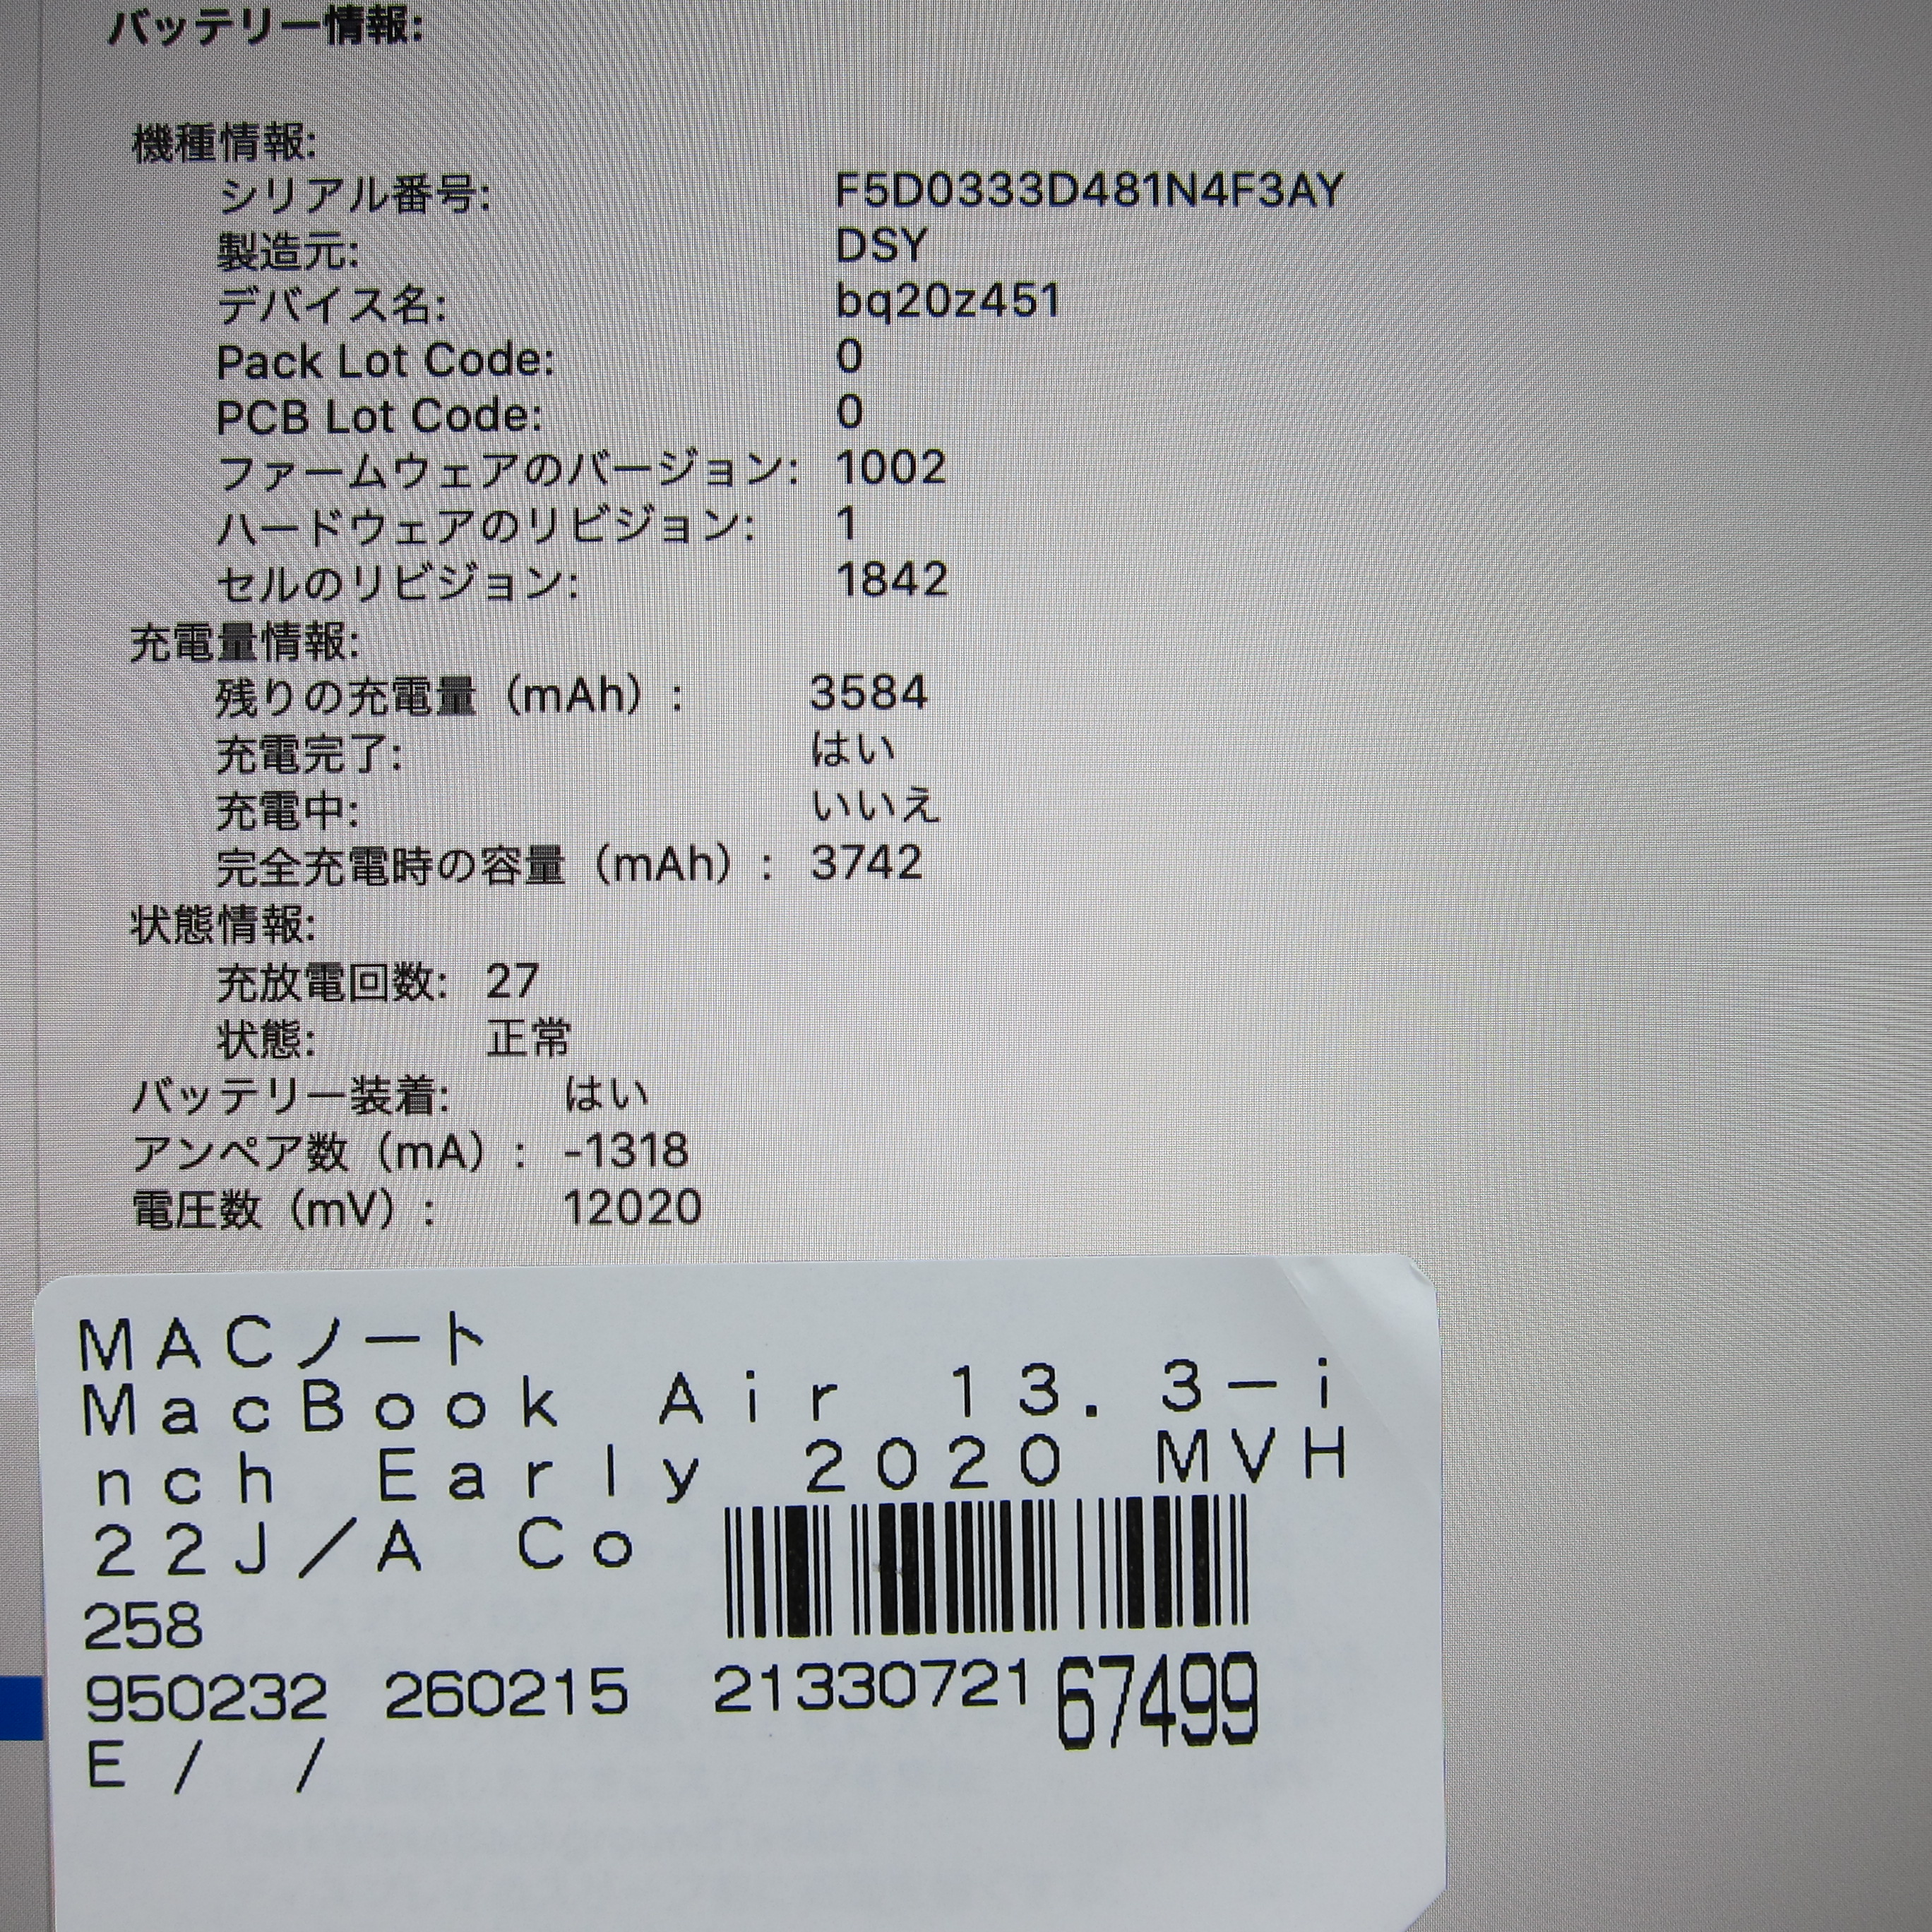 バッテリー情報:
機種情報:
シリアル番号: F5D0333D481N4F3AY
製造元: DSY
デバイス名: bq20z451
Pack Lot Code: 0
PCB Lot Code: 0
ファームウェアのバージョン: 1002
ハードウェアのリビジョン: 1
セルのリビジョン: 1842
充電量情報:
残りの充電量（mAh）: 3584
充電完了: はい
充電中: いいえ
完全充電時の容量（mAh）: 3742
状態情報:
充放電回数: 27
状態: 正常
バッテリー装着: はい
アンペア数（mA）: -1318
電圧数（mV）: 12020
ＭＡＣノート
ＭａｃＢｏｏｋ　Ａｉｒ　１３．３－ｉ
ｎｃｈ　Ｅａｒｌｙ　２０２０　ＭＶＨ
２２Ｊ／Ａ　Ｃｏ
258
950232 260215 21330721 67499
E / /